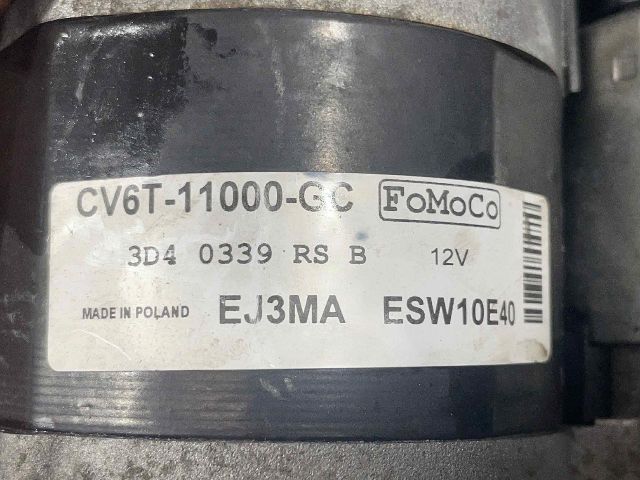 CV6T-11000-GC FoMoCo
3D4 0339 RS B 12V
MADE IN POLAND EJ3MA ESW10E40